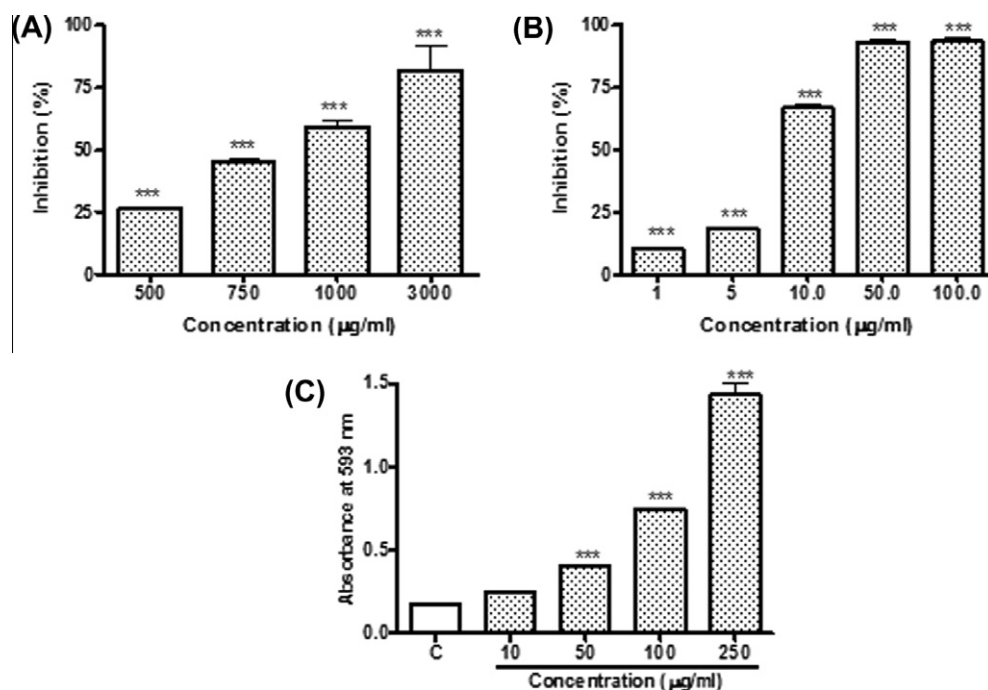 (A)
100
75
50
25
0
Inhibition (%)
***
***
***
***
500 750 1000 3000
Concentration (µg/ml)
(B)
100
75
50
25
0
Inhibition (%)
***
***
***
***
***
1 5 10.0 50.0 100.0
Concentration (µg/ml)
(C)
1.5
1.0
0.5
0.0
Absorbance at 593 nm
***
***
***
C 10 50 100 250
Concentration (µg/ml)